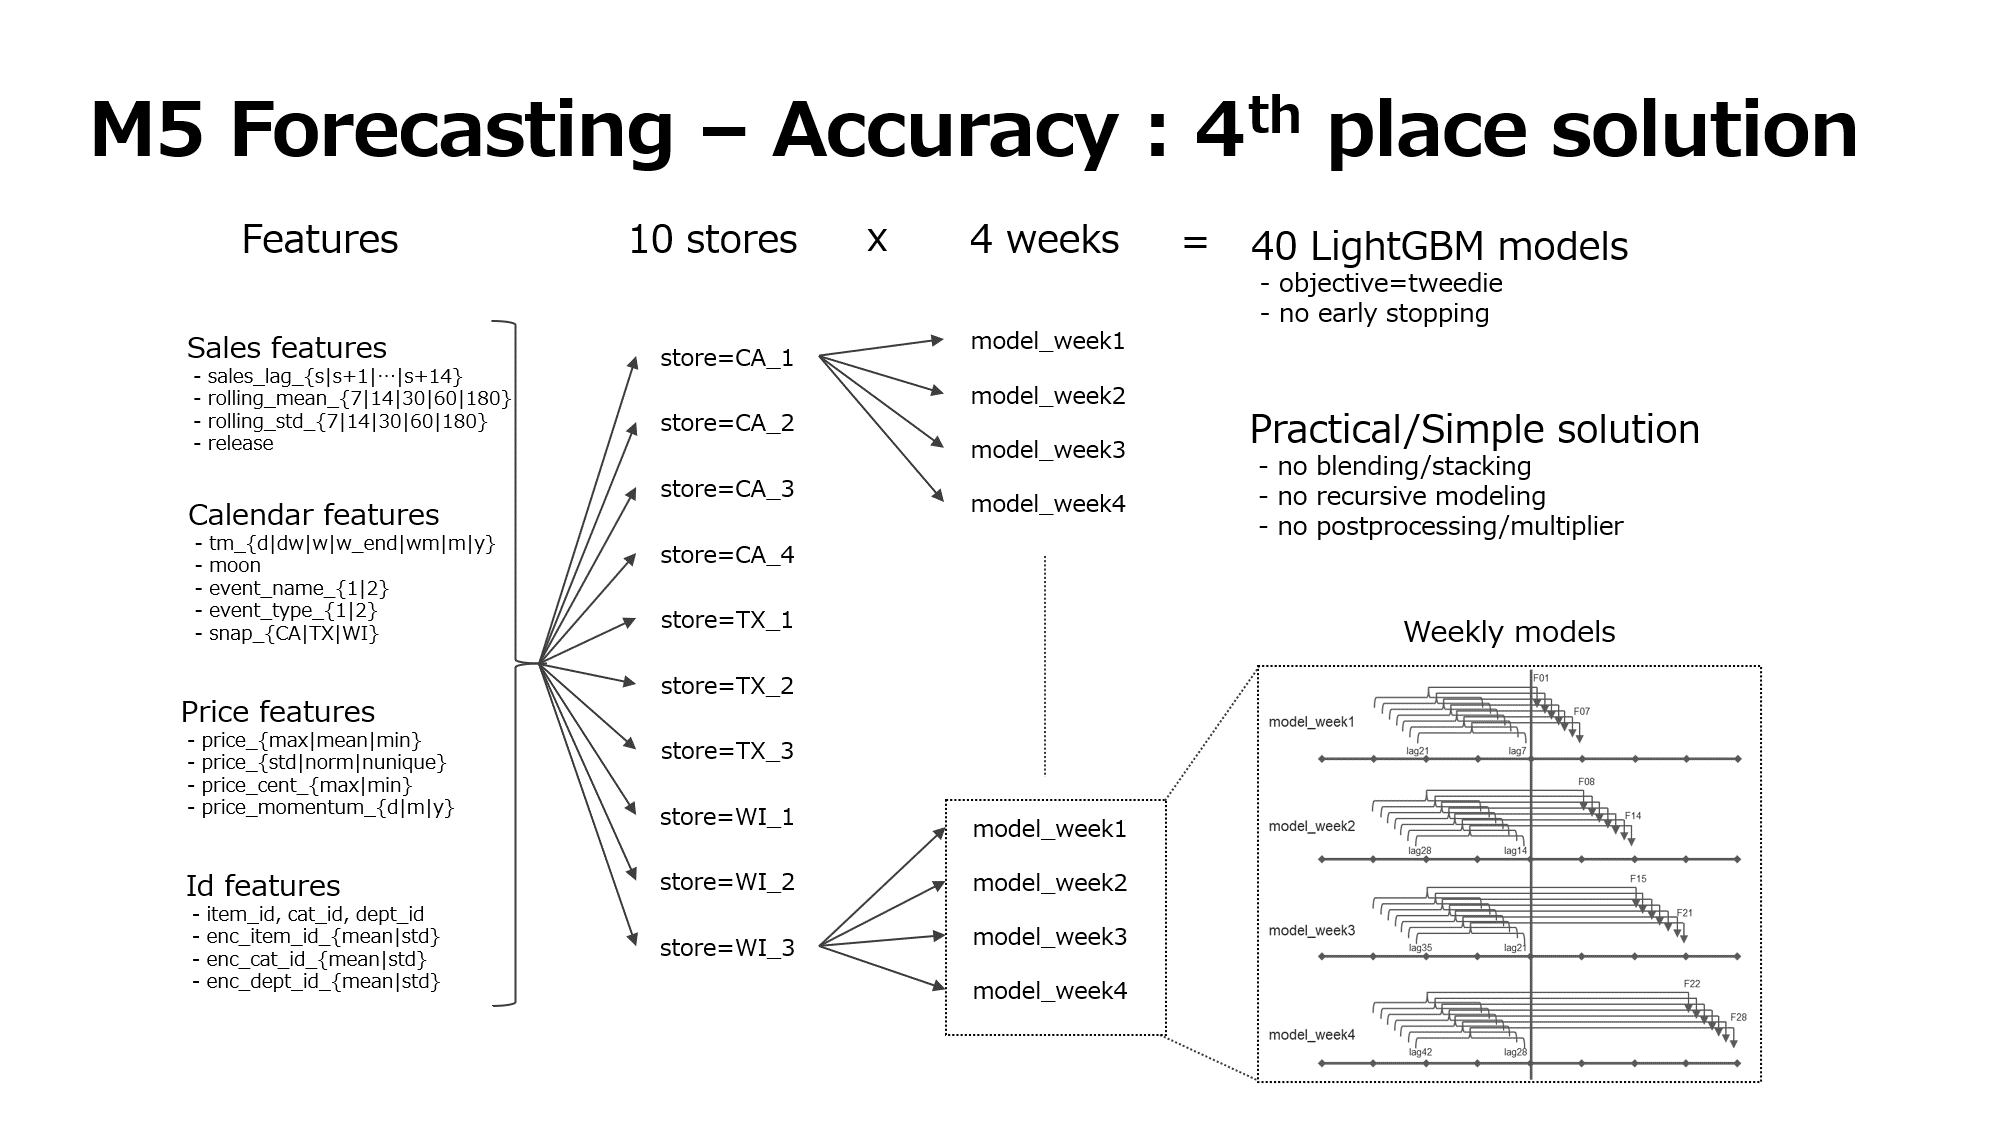 M5 Forecasting – Accuracy : 4th place solution
Features
10 stores
x
4 weeks
=
40 LightGBM models
- objective=tweedie
- no early stopping
Sales features
- sales_lag_{s|s+1|…|s+14}
- rolling_mean_{7|14|30|60|180}
- rolling_std_{7|14|30|60|180}
- release
Calendar features
- tm_{d|dw|w|w_end|wm|m|y}
- moon
- event_name_{1|2}
- event_type_{1|2}
- snap_{CA|TX|WI}
Price features
- price_{max|mean|min}
- price_{std|norm|nunique}
- price_cent_{max|min}
- price_momentum_{d|m|y}
Id features
- item_id, cat_id, dept_id
- enc_item_id_{mean|std}
- enc_cat_id_{mean|std}
- enc_dept_id_{mean|std}
store=CA_1
store=CA_2
store=CA_3
store=CA_4
store=TX_1
store=TX_2
store=TX_3
store=WI_1
store=WI_2
store=WI_3
model_week1
model_week2
model_week3
model_week4
model_week1
model_week2
model_week3
model_week4
Practical/Simple solution
- no blending/stacking
- no recursive modeling
- no postprocessing/multiplier
Weekly models
F01
F07
model_week1
lag21
lag7
F08
F14
model_week2
lag28
lag14
F15
F21
model_week3
lag35
lag21
F22
F28
model_week4
lag42
lag28